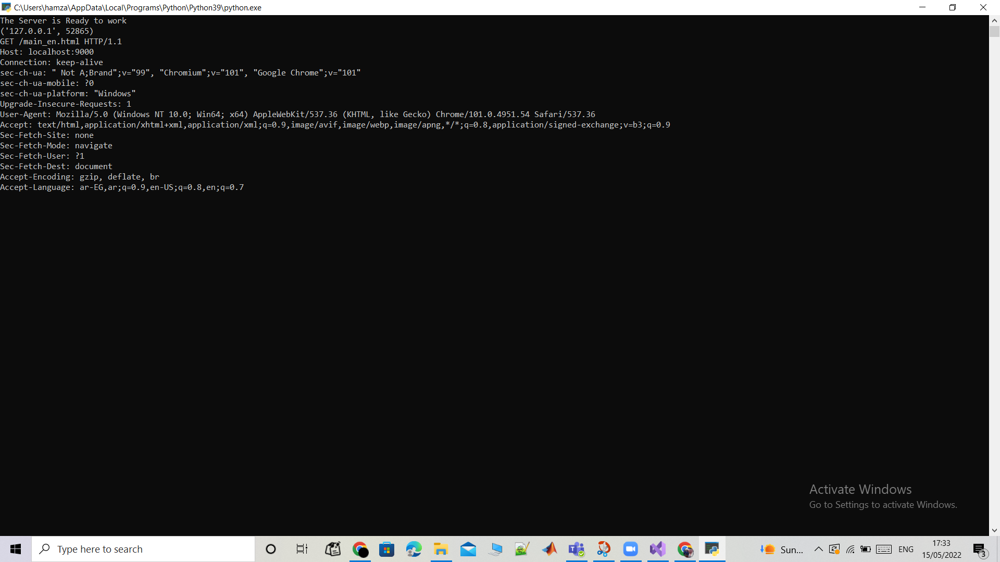 C:\Users\hamza\AppData\Local\Programs\Python\Python39\python.exe
The Server is Ready to work
('127.0.0.1', 52865)
GET /main_en.html HTTP/1.1
Host: localhost:9000
Connection: keep-alive
sec-ch-ua: " Not A;Brand";v="99", "Chromium";v="101", "Google Chrome";v="101"
sec-ch-ua-mobile: ?0
sec-ch-ua-platform: "Windows"
Upgrade-Insecure-Requests: 1
User-Agent: Mozilla/5.0 (Windows NT 10.0; Win64; x64) AppleWebKit/537.36 (KHTML, like Gecko) Chrome/101.0.4951.54 Safari/537.36
Accept: text/html,application/xhtml+xml,application/xml;q=0.9,image/avif,image/webp,image/apng,*/*;q=0.8,application/signed-exchange;v=b3;q=0.9
Sec-Fetch-Site: none
Sec-Fetch-Mode: navigate
Sec-Fetch-User: ?1
Sec-Fetch-Dest: document
Accept-Encoding: gzip, deflate, br
Accept-Language: ar-EG,ar;q=0.9,en-US;q=0.8,en;q=0.7
Activate Windows
Go to Settings to activate Windows.
Type here to search
Sun...
ENG
17:33
15/05/2022
3